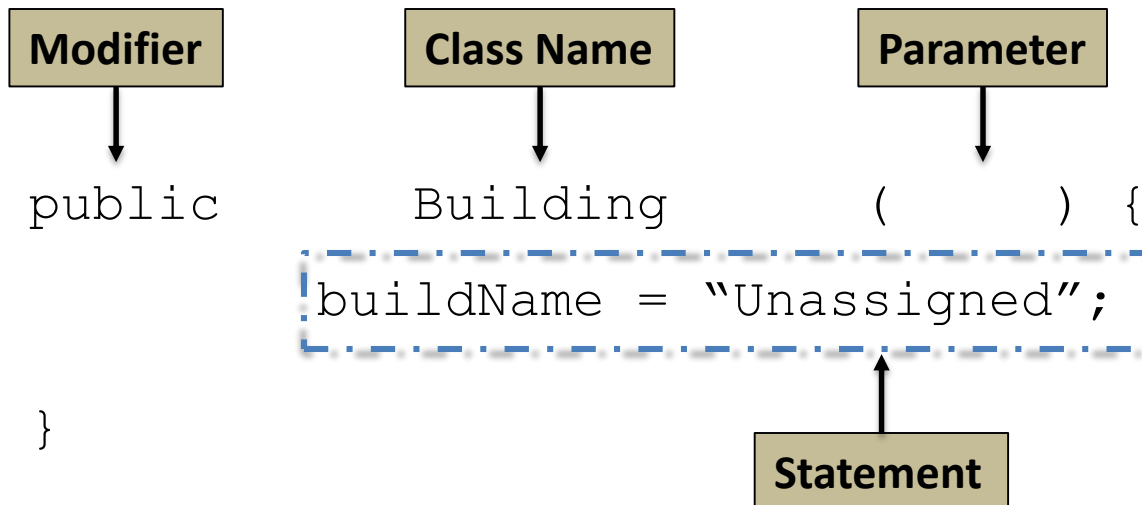 Modifier Class Name Parameter
public Building ( ) {
buildName = “Unassigned”;
}
Statement